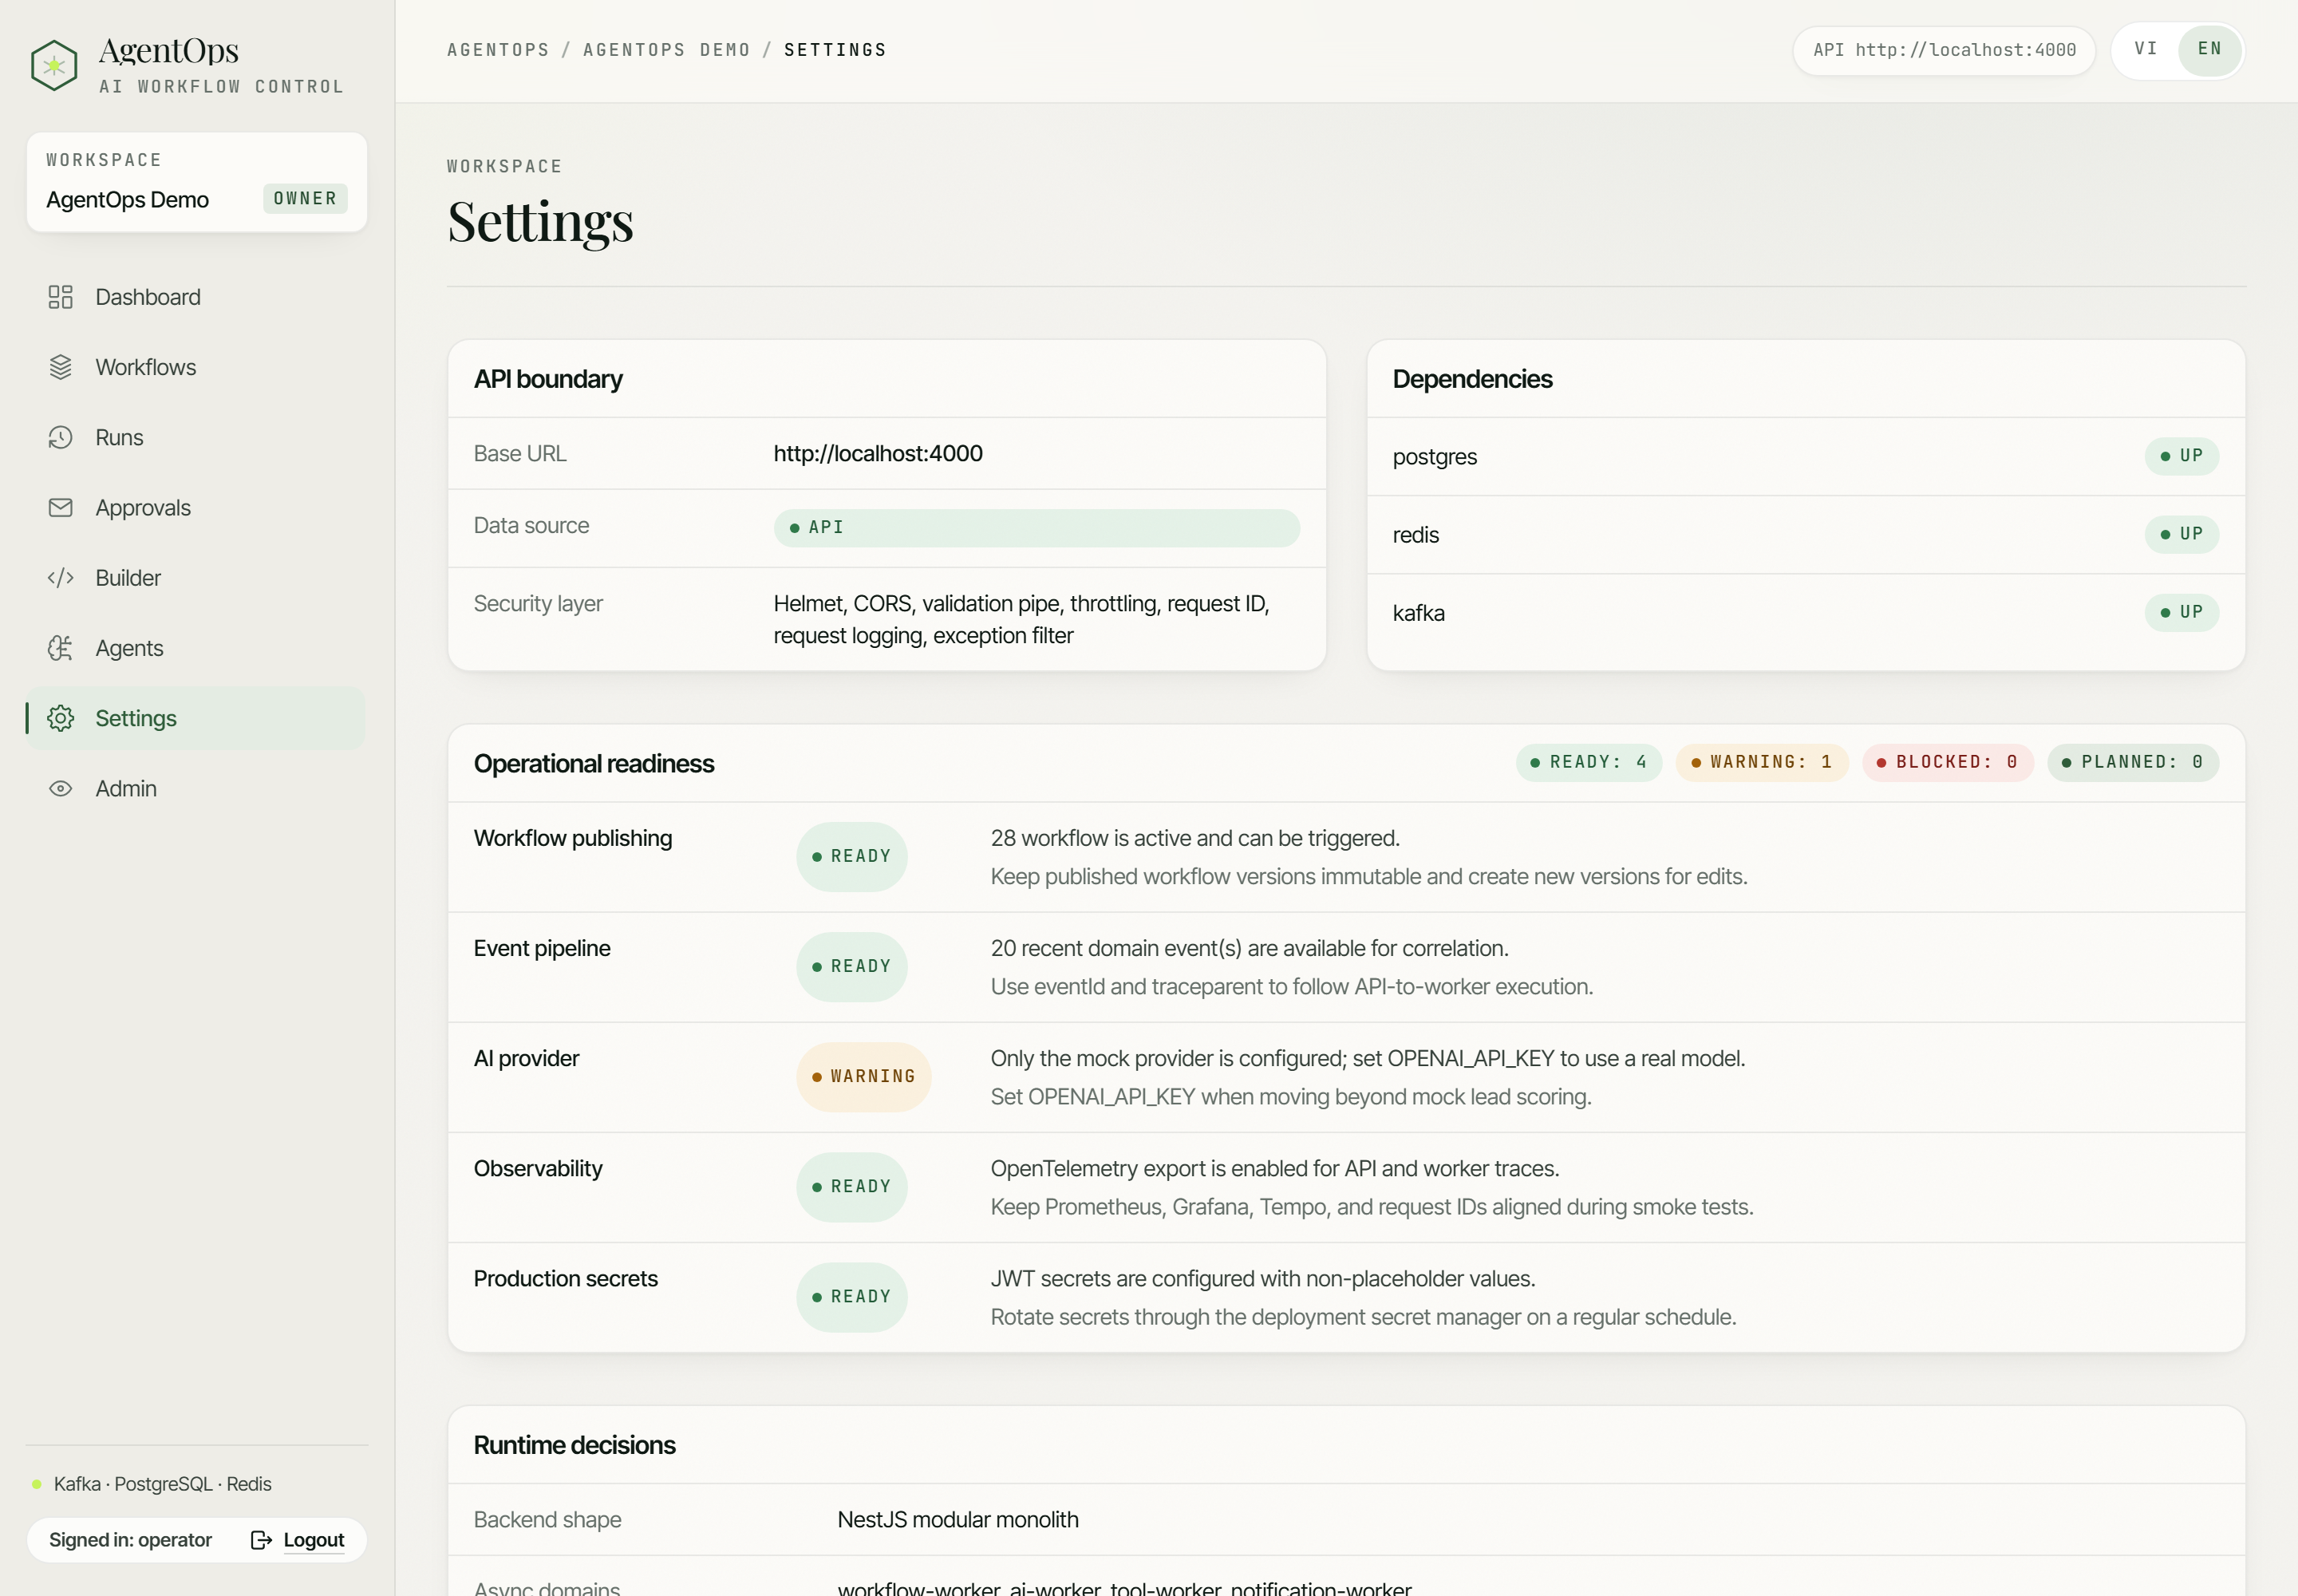 AgentOps
AI WORKFLOW CONTROL
WORKSPACE
AgentOps Demo OWNER
Dashboard
Workflows
Runs
Approvals
Builder
Agents
Settings
Admin
Kafka · PostgreSQL · Redis
Signed in: operator Logout
AGENTOPS / AGENTOPS DEMO / SETTINGS
API http://localhost:4000 VI EN
WORKSPACE
Settings
API boundary
Base URL http://localhost:4000
Data source API
Security layer Helmet, CORS, validation pipe, throttling, request ID,
request logging, exception filter
Dependencies
postgres UP
redis UP
kafka UP
Operational readiness READY: 4 WARNING: 1 BLOCKED: 0 PLANNED: 0
Workflow publishing READY 28 workflow is active and can be triggered.
Keep published workflow versions immutable and create new versions for edits.
Event pipeline READY 20 recent domain event(s) are available for correlation.
Use eventId and traceparent to follow API-to-worker execution.
AI provider WARNING Only the mock provider is configured; set OPENAI_API_KEY to use a real model.
Set OPENAI_API_KEY when moving beyond mock lead scoring.
Observability READY OpenTelemetry export is enabled for API and worker traces.
Keep Prometheus, Grafana, Tempo, and request IDs aligned during smoke tests.
Production secrets READY JWT secrets are configured with non-placeholder values.
Rotate secrets through the deployment secret manager on a regular schedule.
Runtime decisions
Backend shape NestJS modular monolith
Async domains workflow-worker, ai-worker, tool-worker, notification-worker